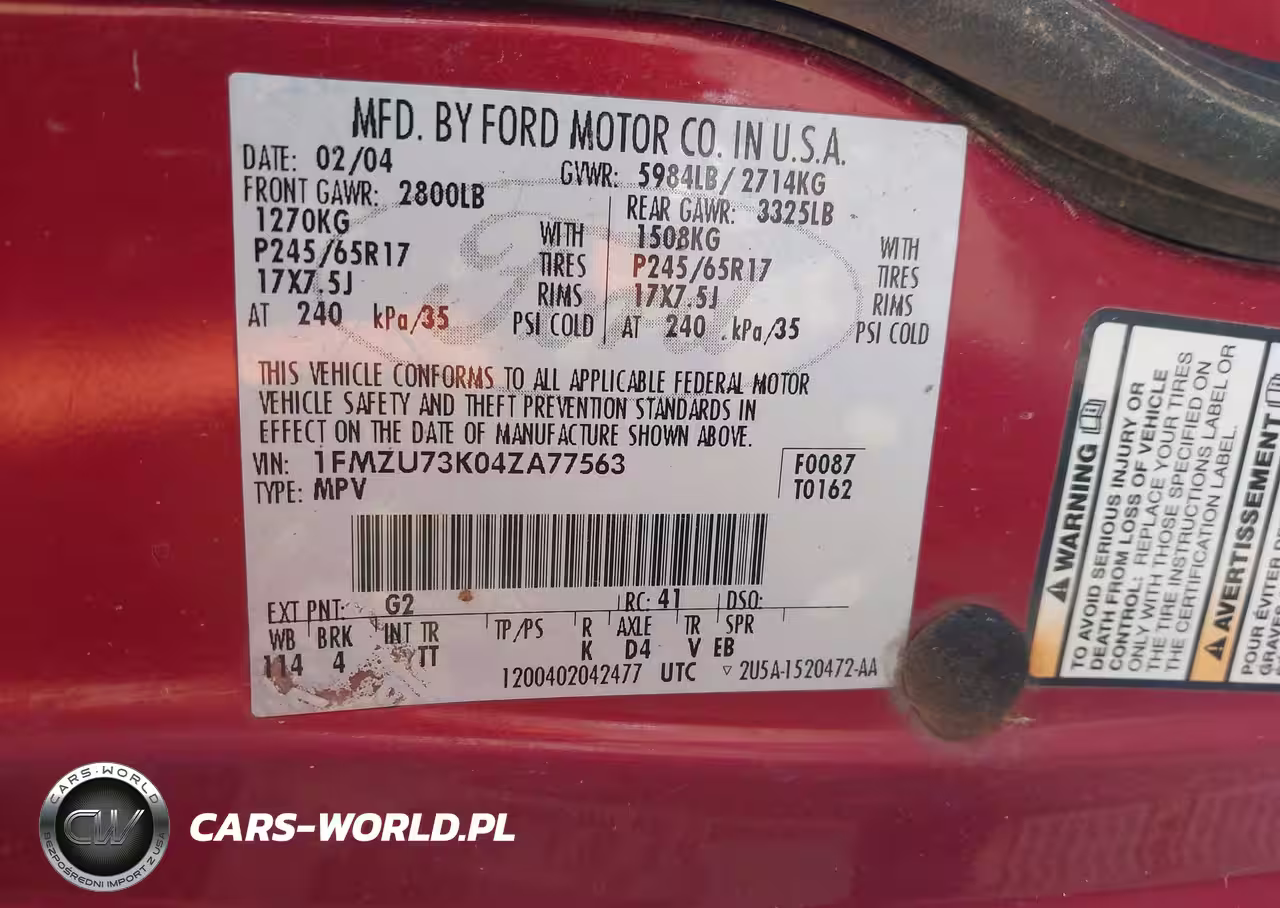 MFD. BY FORD MOTOR CO. IN U.S.A.
DATE: 02/04 GVWR: 5984LB/ 2714KG
FRONT GAWR: 2800LB REAR GAWR: 3325LB
1270KG WITH 1508KG WITH
P245/65R17 TIRES P245/65R17 TIRES
17X7.5J RIMS 17X7.5J RIMS
AT 240 kPa/35 PSI COLD AT 240 kPa/35 PSI COLD
Ford
THIS VEHICLE CONFORMS TO ALL APPLICABLE FEDERAL MOTOR
VEHICLE SAFETY AND THEFT PREVENTION STANDARDS IN
EFFECT ON THE DATE OF MANUFACTURE SHOWN ABOVE.
VIN: 1FMZU73K04ZA77563 F0087
TYPE: MPV T0162
EXT PNT: G2 RC: 41 DSO:
WB BRK INT TR TP/PS R AXLE TR SPR
114 4 TT K D4 V EB
1200402042477 UTC ▿ 2U5A-1520472-AA
⚠ WARNING
TO AVOID SERIOUS INJURY OR
DEATH FROM LOSS OF VEHICLE
CONTROL: REPLACE YOUR TIRES
ONLY WITH THOSE SPECIFIED ON
THE TIRE INSTRUCTIONS LABEL OR
THE CERTIFICATION LABEL.
⚠ AVERTISSEMENT
POUR ÉVITER
CARS-WORLD
CW
BEZPOŚREDNI IMPORT Z USA
CARS-WORLD.PL